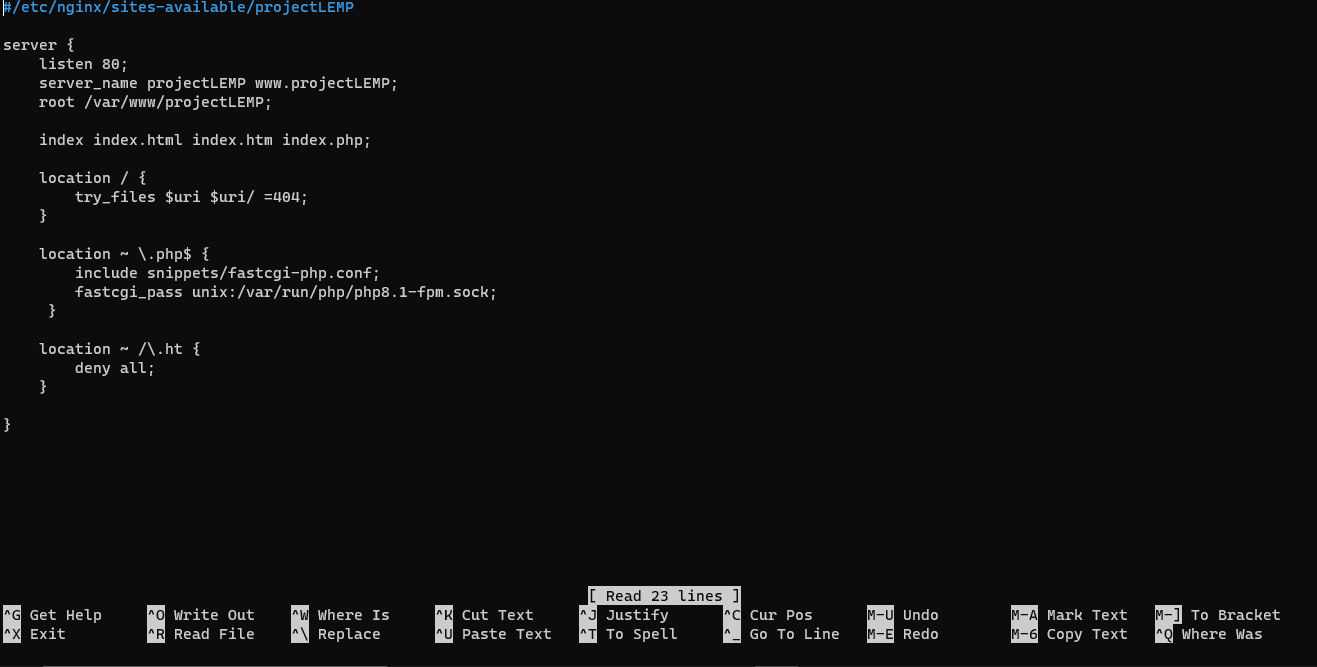 #/etc/nginx/sites-available/projectLEMP
server {
listen 80;
server_name projectLEMP www.projectLEMP;
root /var/www/projectLEMP;
index index.html index.htm index.php;
location / {
try_files $uri $uri/ =404;
}
location ~ \.php$ {
include snippets/fastcgi-php.conf;
fastcgi_pass unix:/var/run/php/php8.1-fpm.sock;
}
location ~ /\.ht {
deny all;
}
}
[ Read 23 lines ]
^G Get Help ^O Write Out ^W Where Is ^K Cut Text ^J Justify ^C Cur Pos M-U Undo M-A Mark Text M-] To Bracket
^X Exit ^R Read File ^\ Replace ^U Paste Text ^T To Spell ^_ Go To Line M-E Redo M-6 Copy Text ^Q Where Was